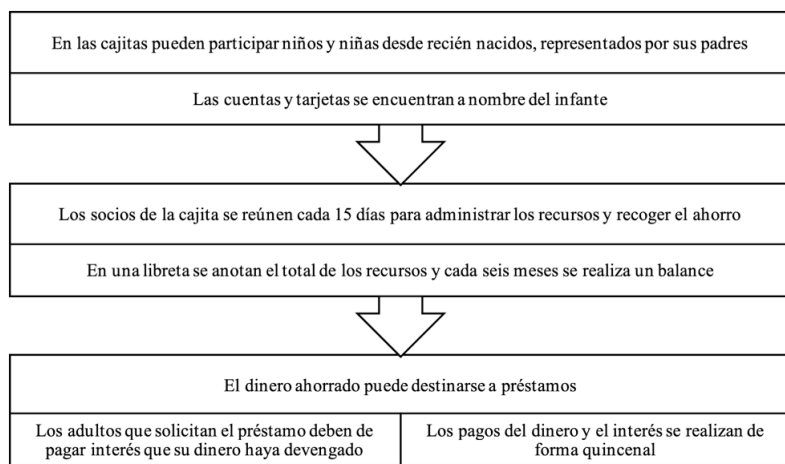 En las cajitas pueden participar niños y niñas desde recién nacidos, representados por sus padres
Las cuentas y tarjetas se encuentran a nombre del infante
Los socios de la cajita se reúnen cada 15 días para administrar los recursos y recoger el ahorro
En una libreta se anotan el total de los recursos y cada seis meses se realiza un balance
El dinero ahorrado puede destinarse a préstamos
Los adultos que solicitan el préstamo deben de
pagar interés que su dinero haya devengado
Los pagos del dinero y el interés se realizan de
forma quincenal